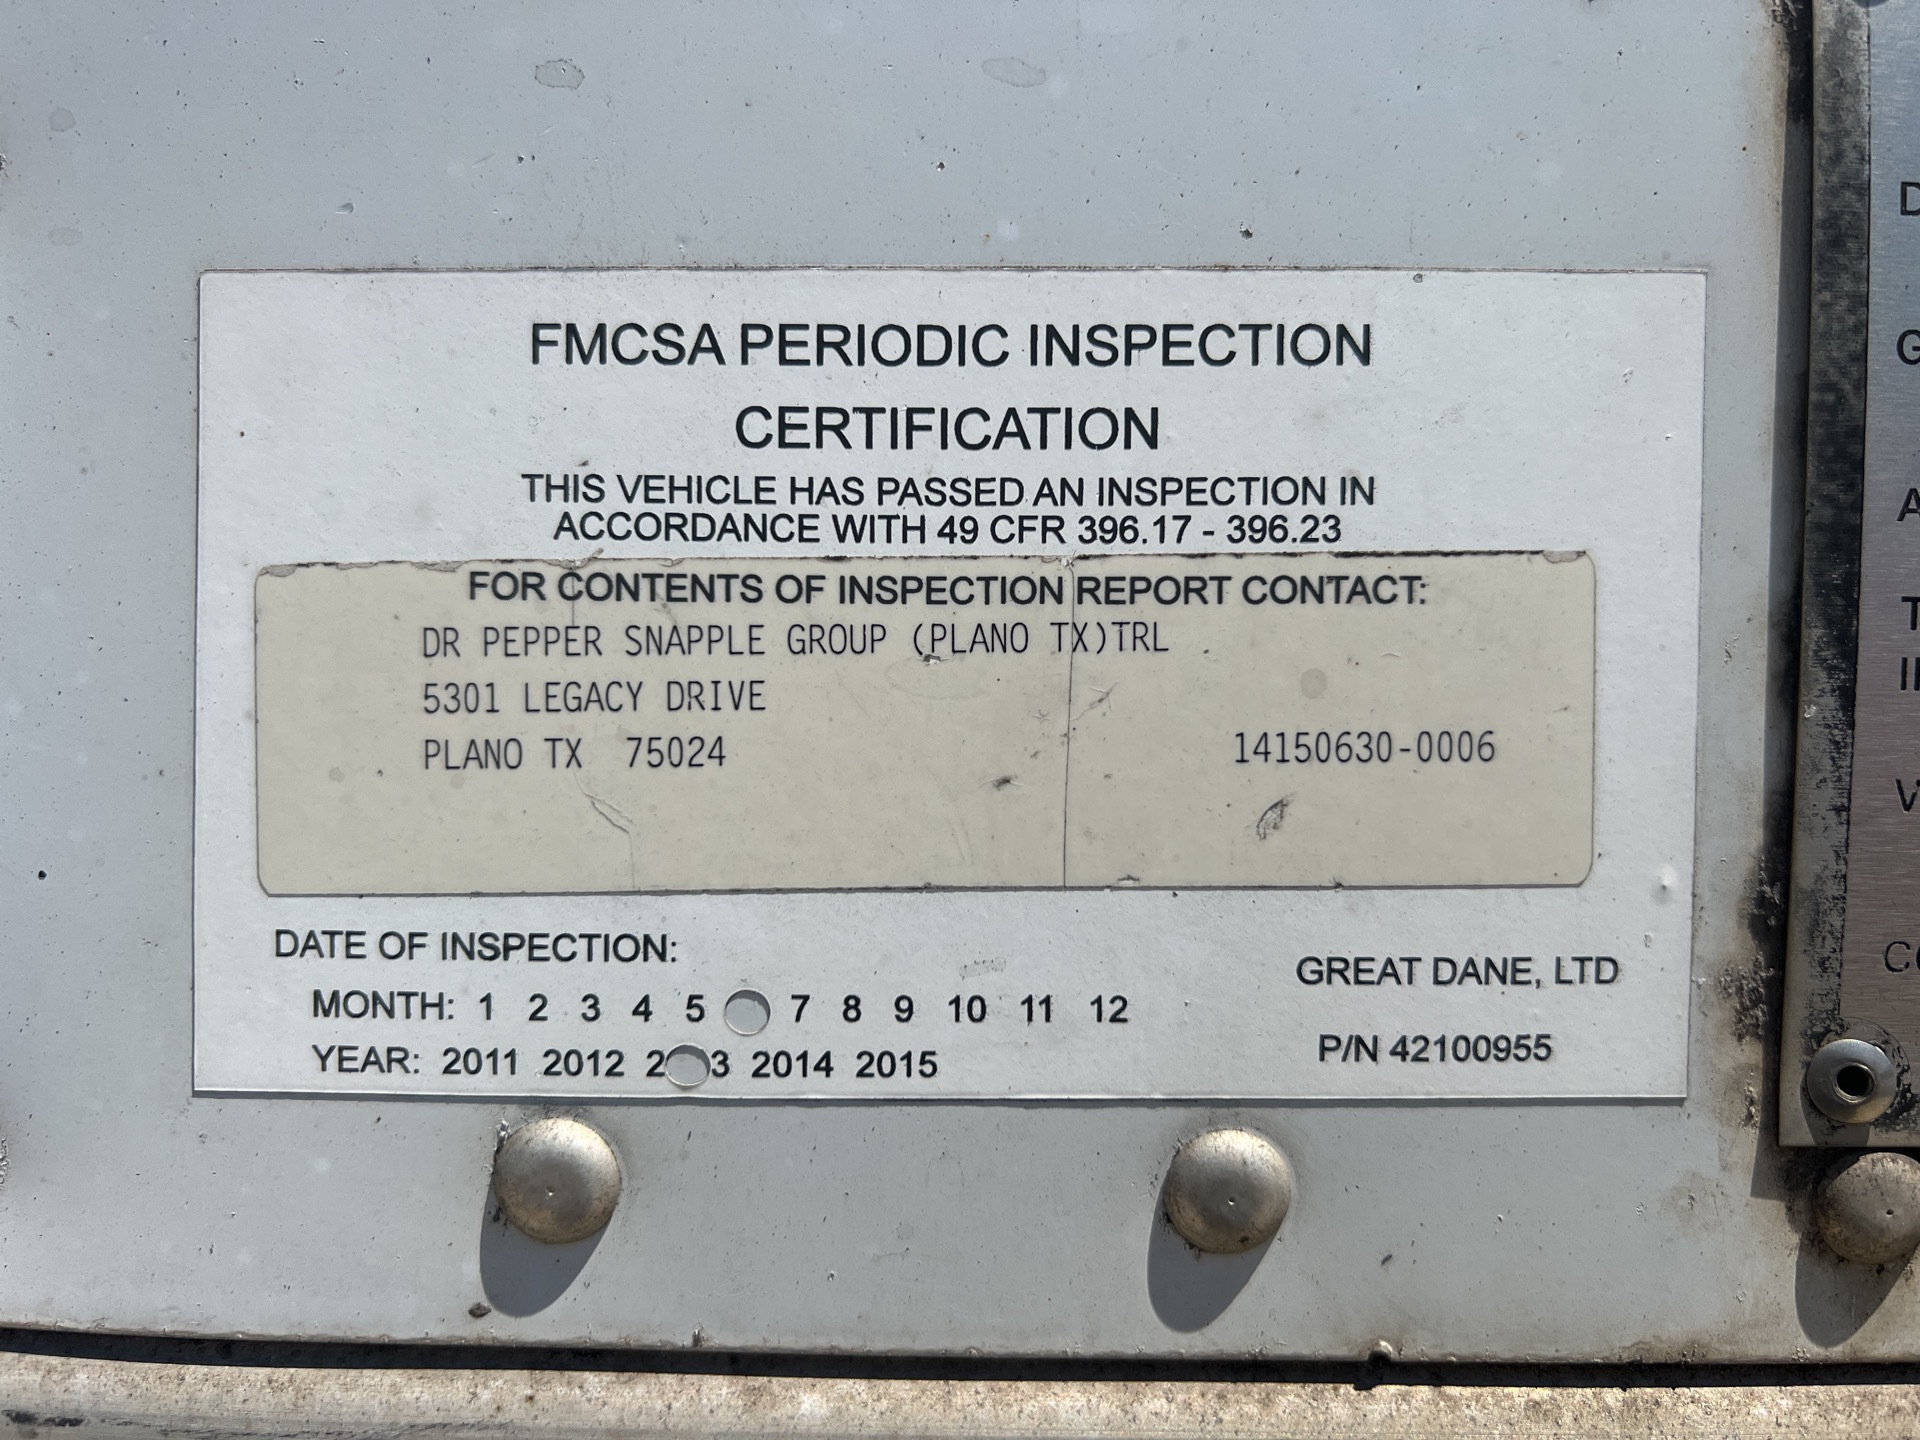 FMCSA PERIODIC INSPECTION
CERTIFICATION
THIS VEHICLE HAS PASSED AN INSPECTION IN
ACCORDANCE WITH 49 CFR 396.17 - 396.23
FOR CONTENTS OF INSPECTION REPORT CONTACT:
DR PEPPER SNAPPLE GROUP (PLANO TX)TRL
5301 LEGACY DRIVE
PLANO TX 75024
14150630-0006
DATE OF INSPECTION:
MONTH: 1 2 3 4 5 7 8 9 10 11 12
YEAR: 2011 2012 2 3 2014 2015
GREAT DANE, LTD
P/N 42100955